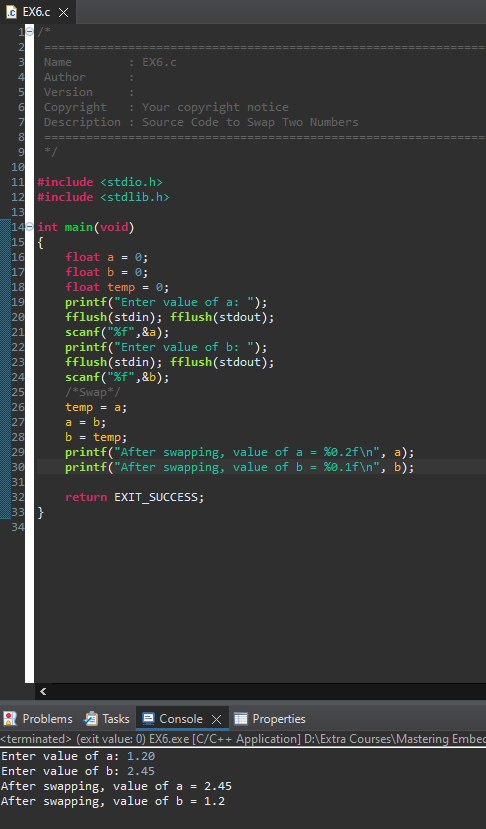 EX6.c
1 /*
2 ===============================================================
3 Name        : EX6.c
4 Author      :
5 Version     :
6 Copyright   : Your copyright notice
7 Description : Source Code to Swap Two Numbers
8 ===============================================================
9 */
10
11 #include <stdio.h>
12 #include <stdlib.h>
13
14 int main(void)
15 {
16     float a = 0;
17     float b = 0;
18     float temp = 0;
19     printf("Enter value of a: ");
20     fflush(stdin); fflush(stdout);
21     scanf("%f",&a);
22     printf("Enter value of b: ");
23     fflush(stdin); fflush(stdout);
24     scanf("%f",&b);
25     /*Swap*/
26     temp = a;
27     a = b;
28     b = temp;
29     printf("After swapping, value of a = %0.2f\n", a);
30     printf("After swapping, value of b = %0.1f\n", b);
31
32     return EXIT_SUCCESS;
33 }
34
Problems Tasks Console Properties
<terminated> (exit value: 0) EX6.exe [C/C++ Application] D:\Extra Courses\Mastering Embed
Enter value of a: 1.20
Enter value of b: 2.45
After swapping, value of a = 2.45
After swapping, value of b = 1.2